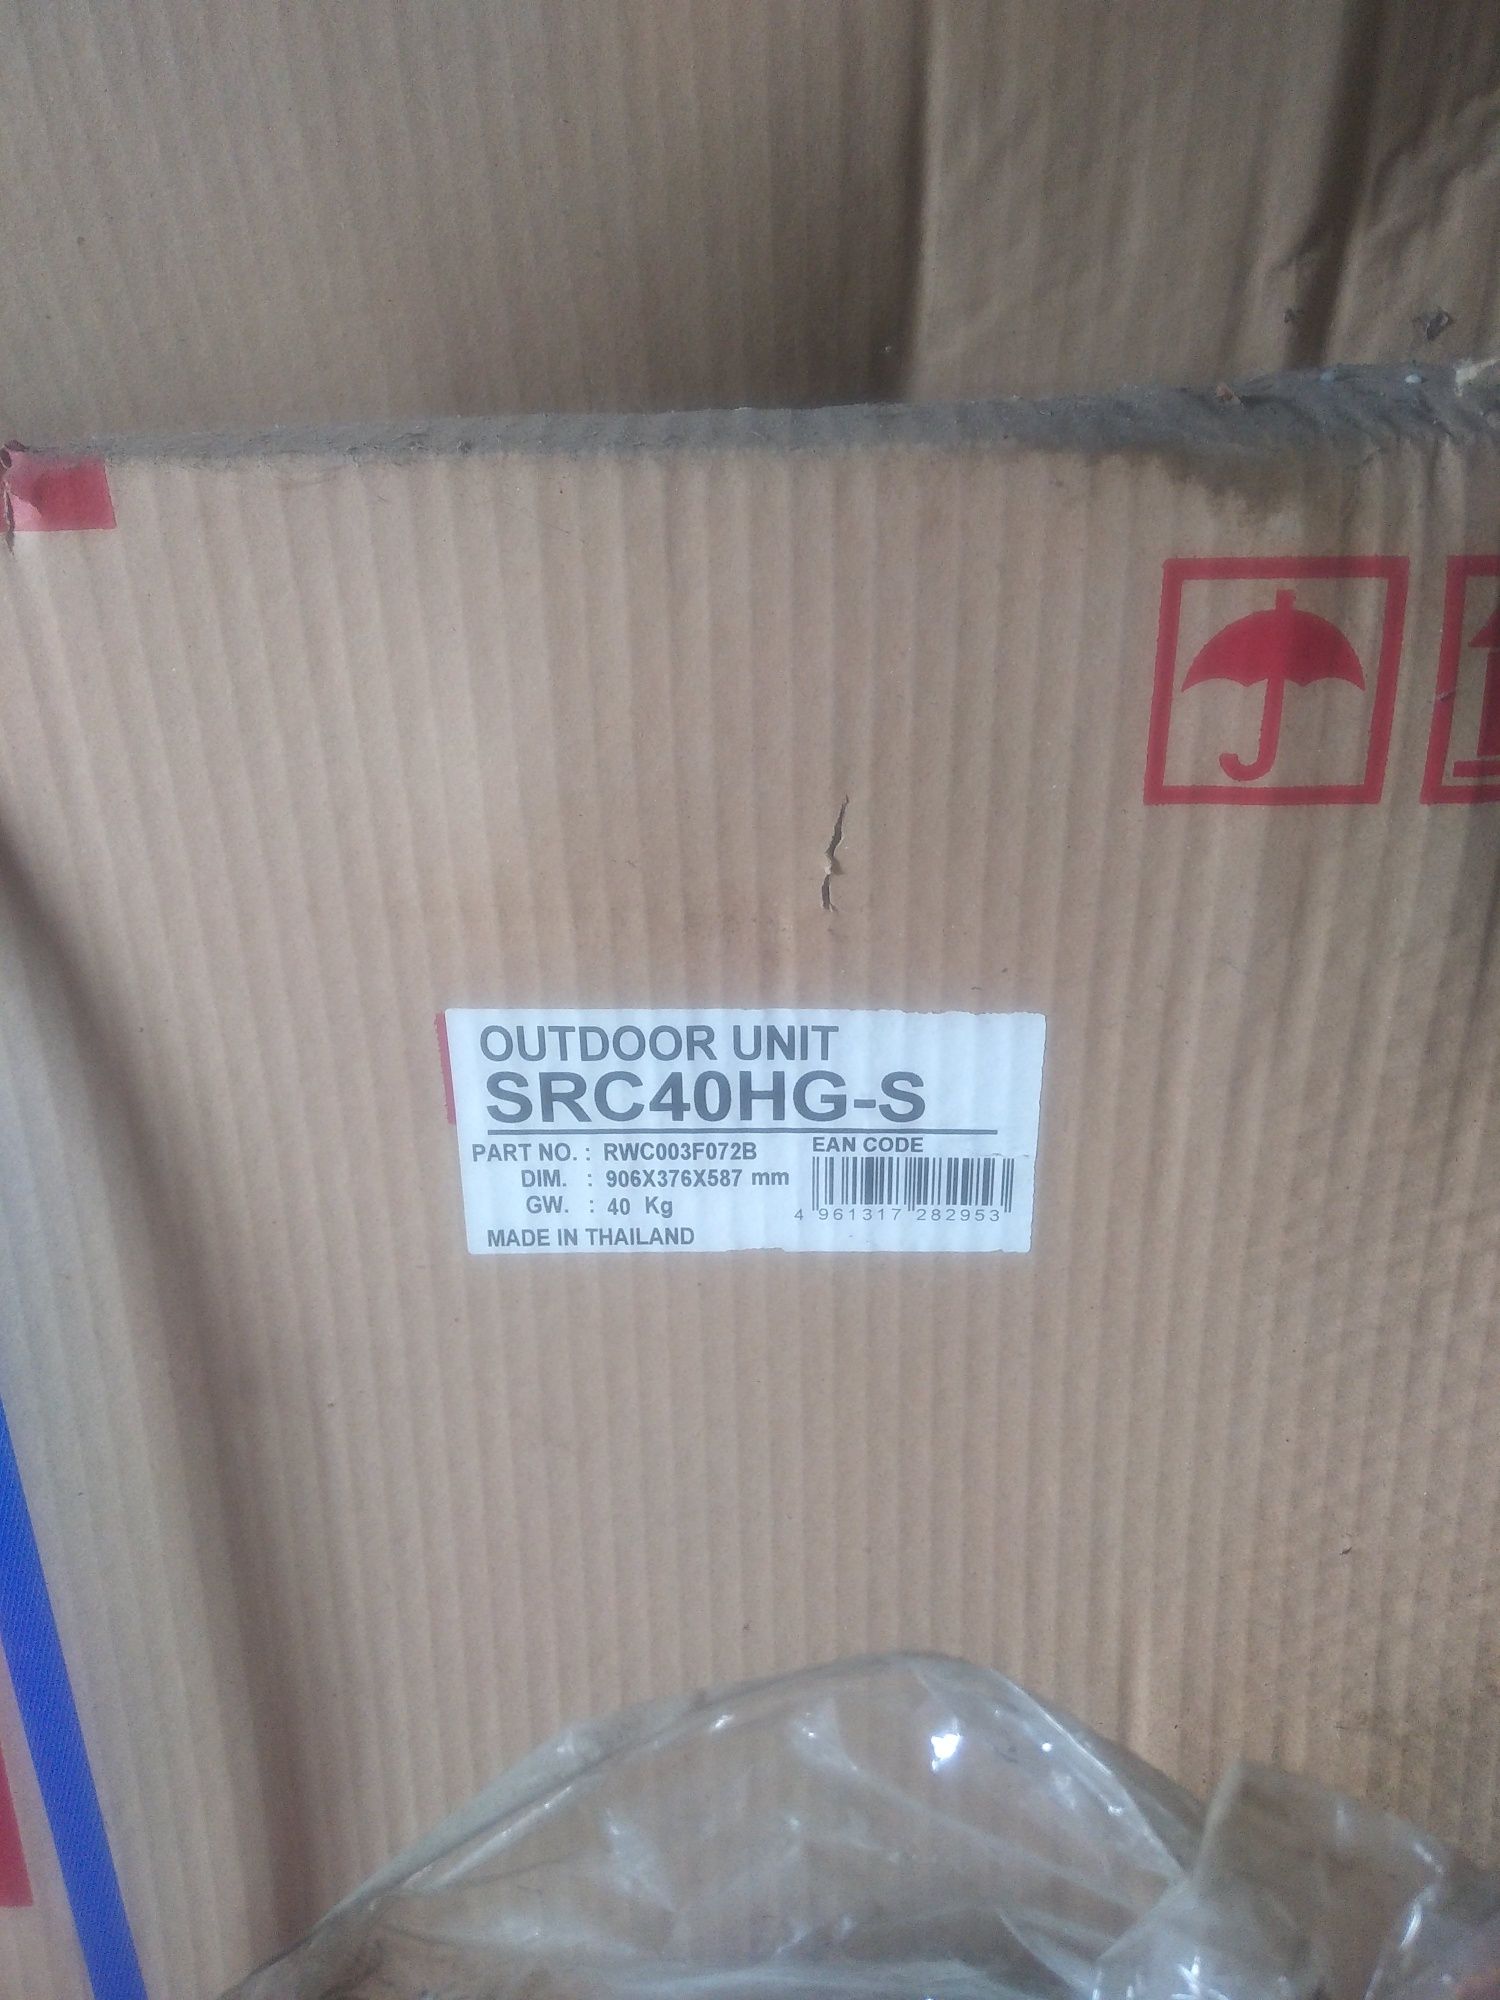 OUTDOOR UNIT
SRC40HG-S
PART NO. : RWC003F072B
DIM. : 906X376X587 mm
GW. : 40 Kg
MADE IN THAILAND
EAN CODE
4 961317 282953